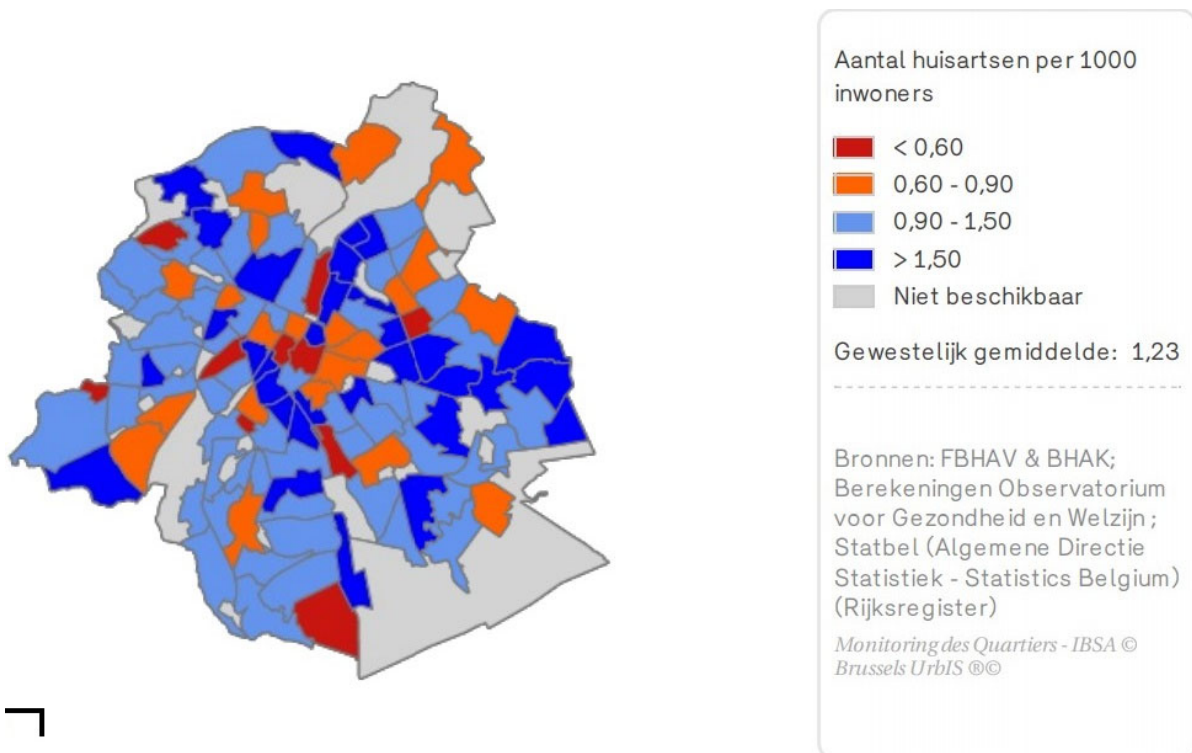 Aantal huisartsen per 1000
inwoners
< 0,60
0,60 - 0,90
0,90 - 1,50
> 1,50
Niet beschikbaar
Gewestelijk gemiddelde: 1,23
Bronnen: FBHAV & BHAK;
Berekeningen Observatorium
voor Gezondheid en Welzijn ;
Statbel (Algemene Directie
Statistiek - Statistics Belgium)
(Rijksregister)
Monitoring des Quartiers - IBSA ©
Brussels UrbIS ®©